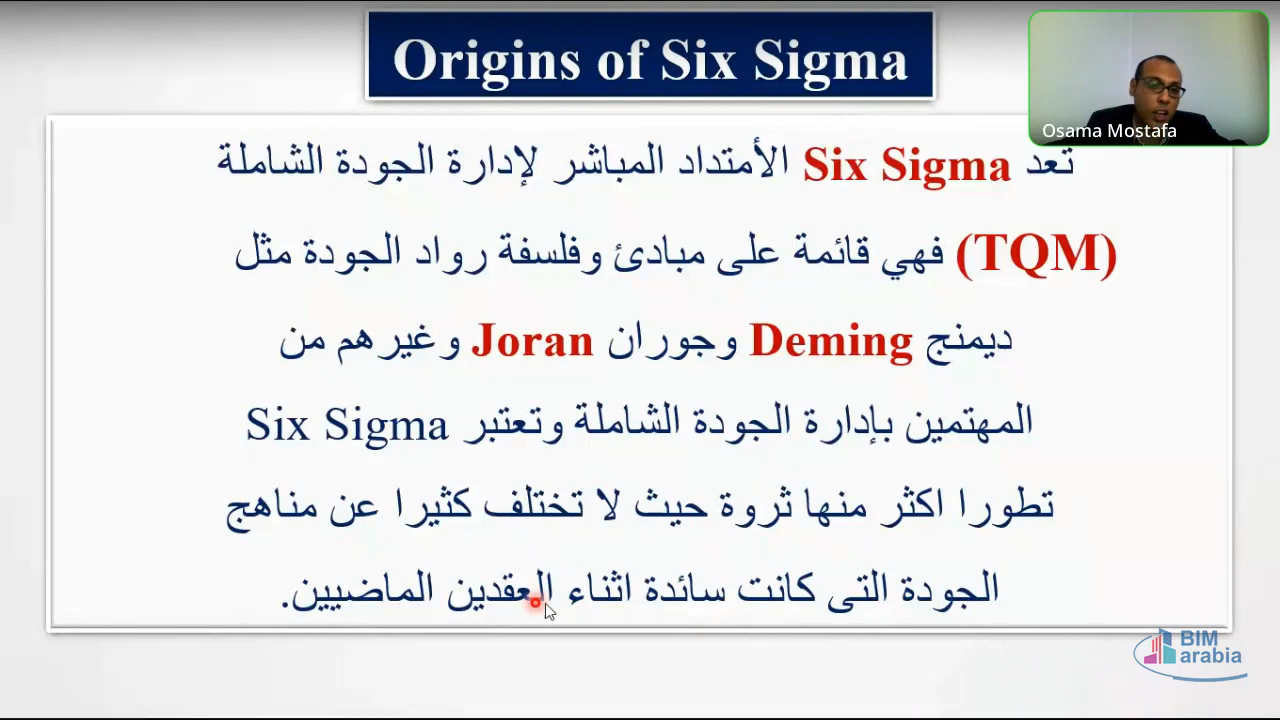 Origins of Six Sigma
Osama Mostafa
تعد Six Sigma الأمتداد المباشر لإدارة الجودة الشاملة
(TQM) فهي قائمة على مبادئ وفلسفة رواد الجودة مثل
ديمنج Deming وجوران Joran وغيرهم من
المهتمين بإدارة الجودة الشاملة وتعتبر Six Sigma
تطورا اكثر منها ثروة حيث لا تختلف كثيرا عن مناهج
الجودة التى كانت سائدة اثناء العقدين الماضيين.
BIM
arabia